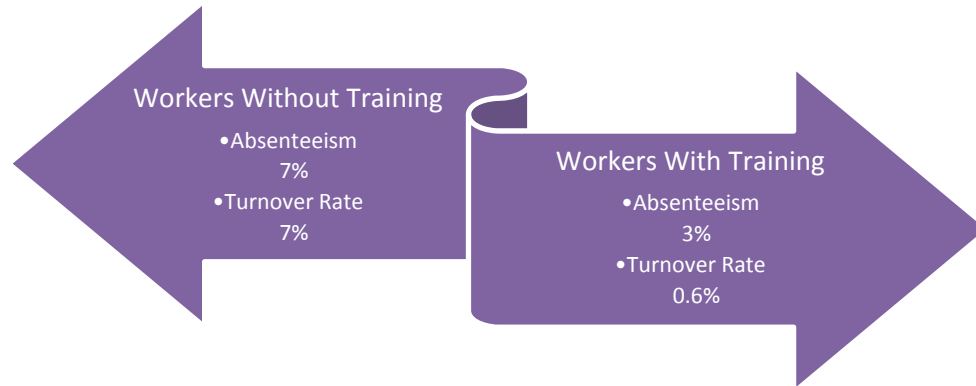 Workers Without Training
•Absenteeism
7%
•Turnover Rate
7%
Workers With Training
•Absenteeism
3%
•Turnover Rate
0.6%